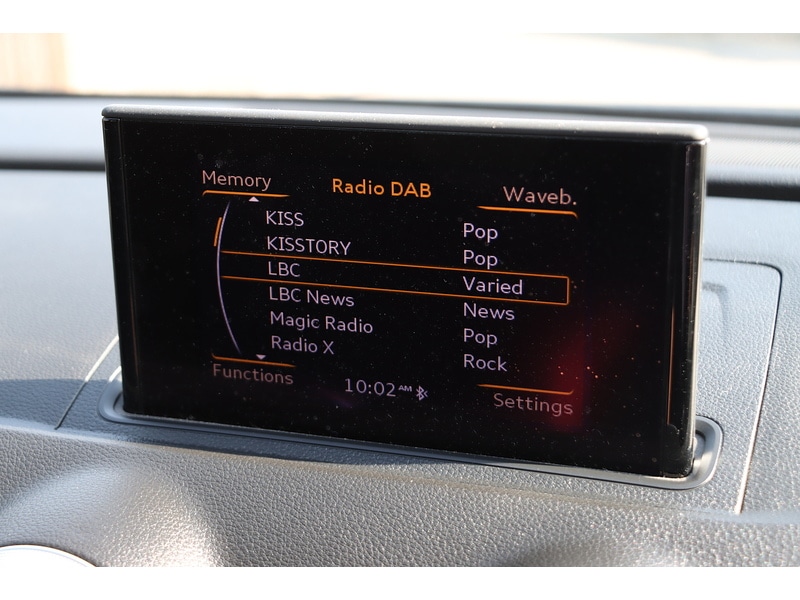 Memory Radio DAB Waveb.
KISS Pop
KISSTORY Pop
LBC Varied
LBC News News
Magic Radio Pop
Radio X Rock
Functions 10:02 AM Settings